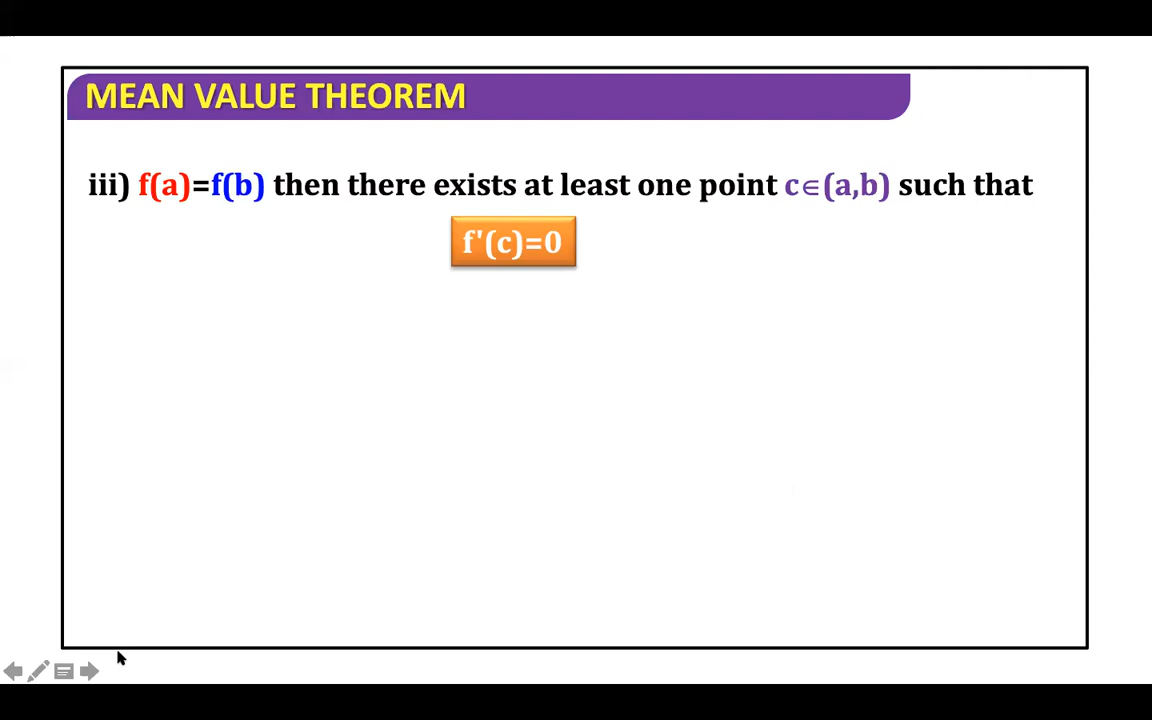 MEAN VALUE THEOREM
iii) f(a)=f(b) then there exists at least one point c∈(a,b) such that
f'(c)=0